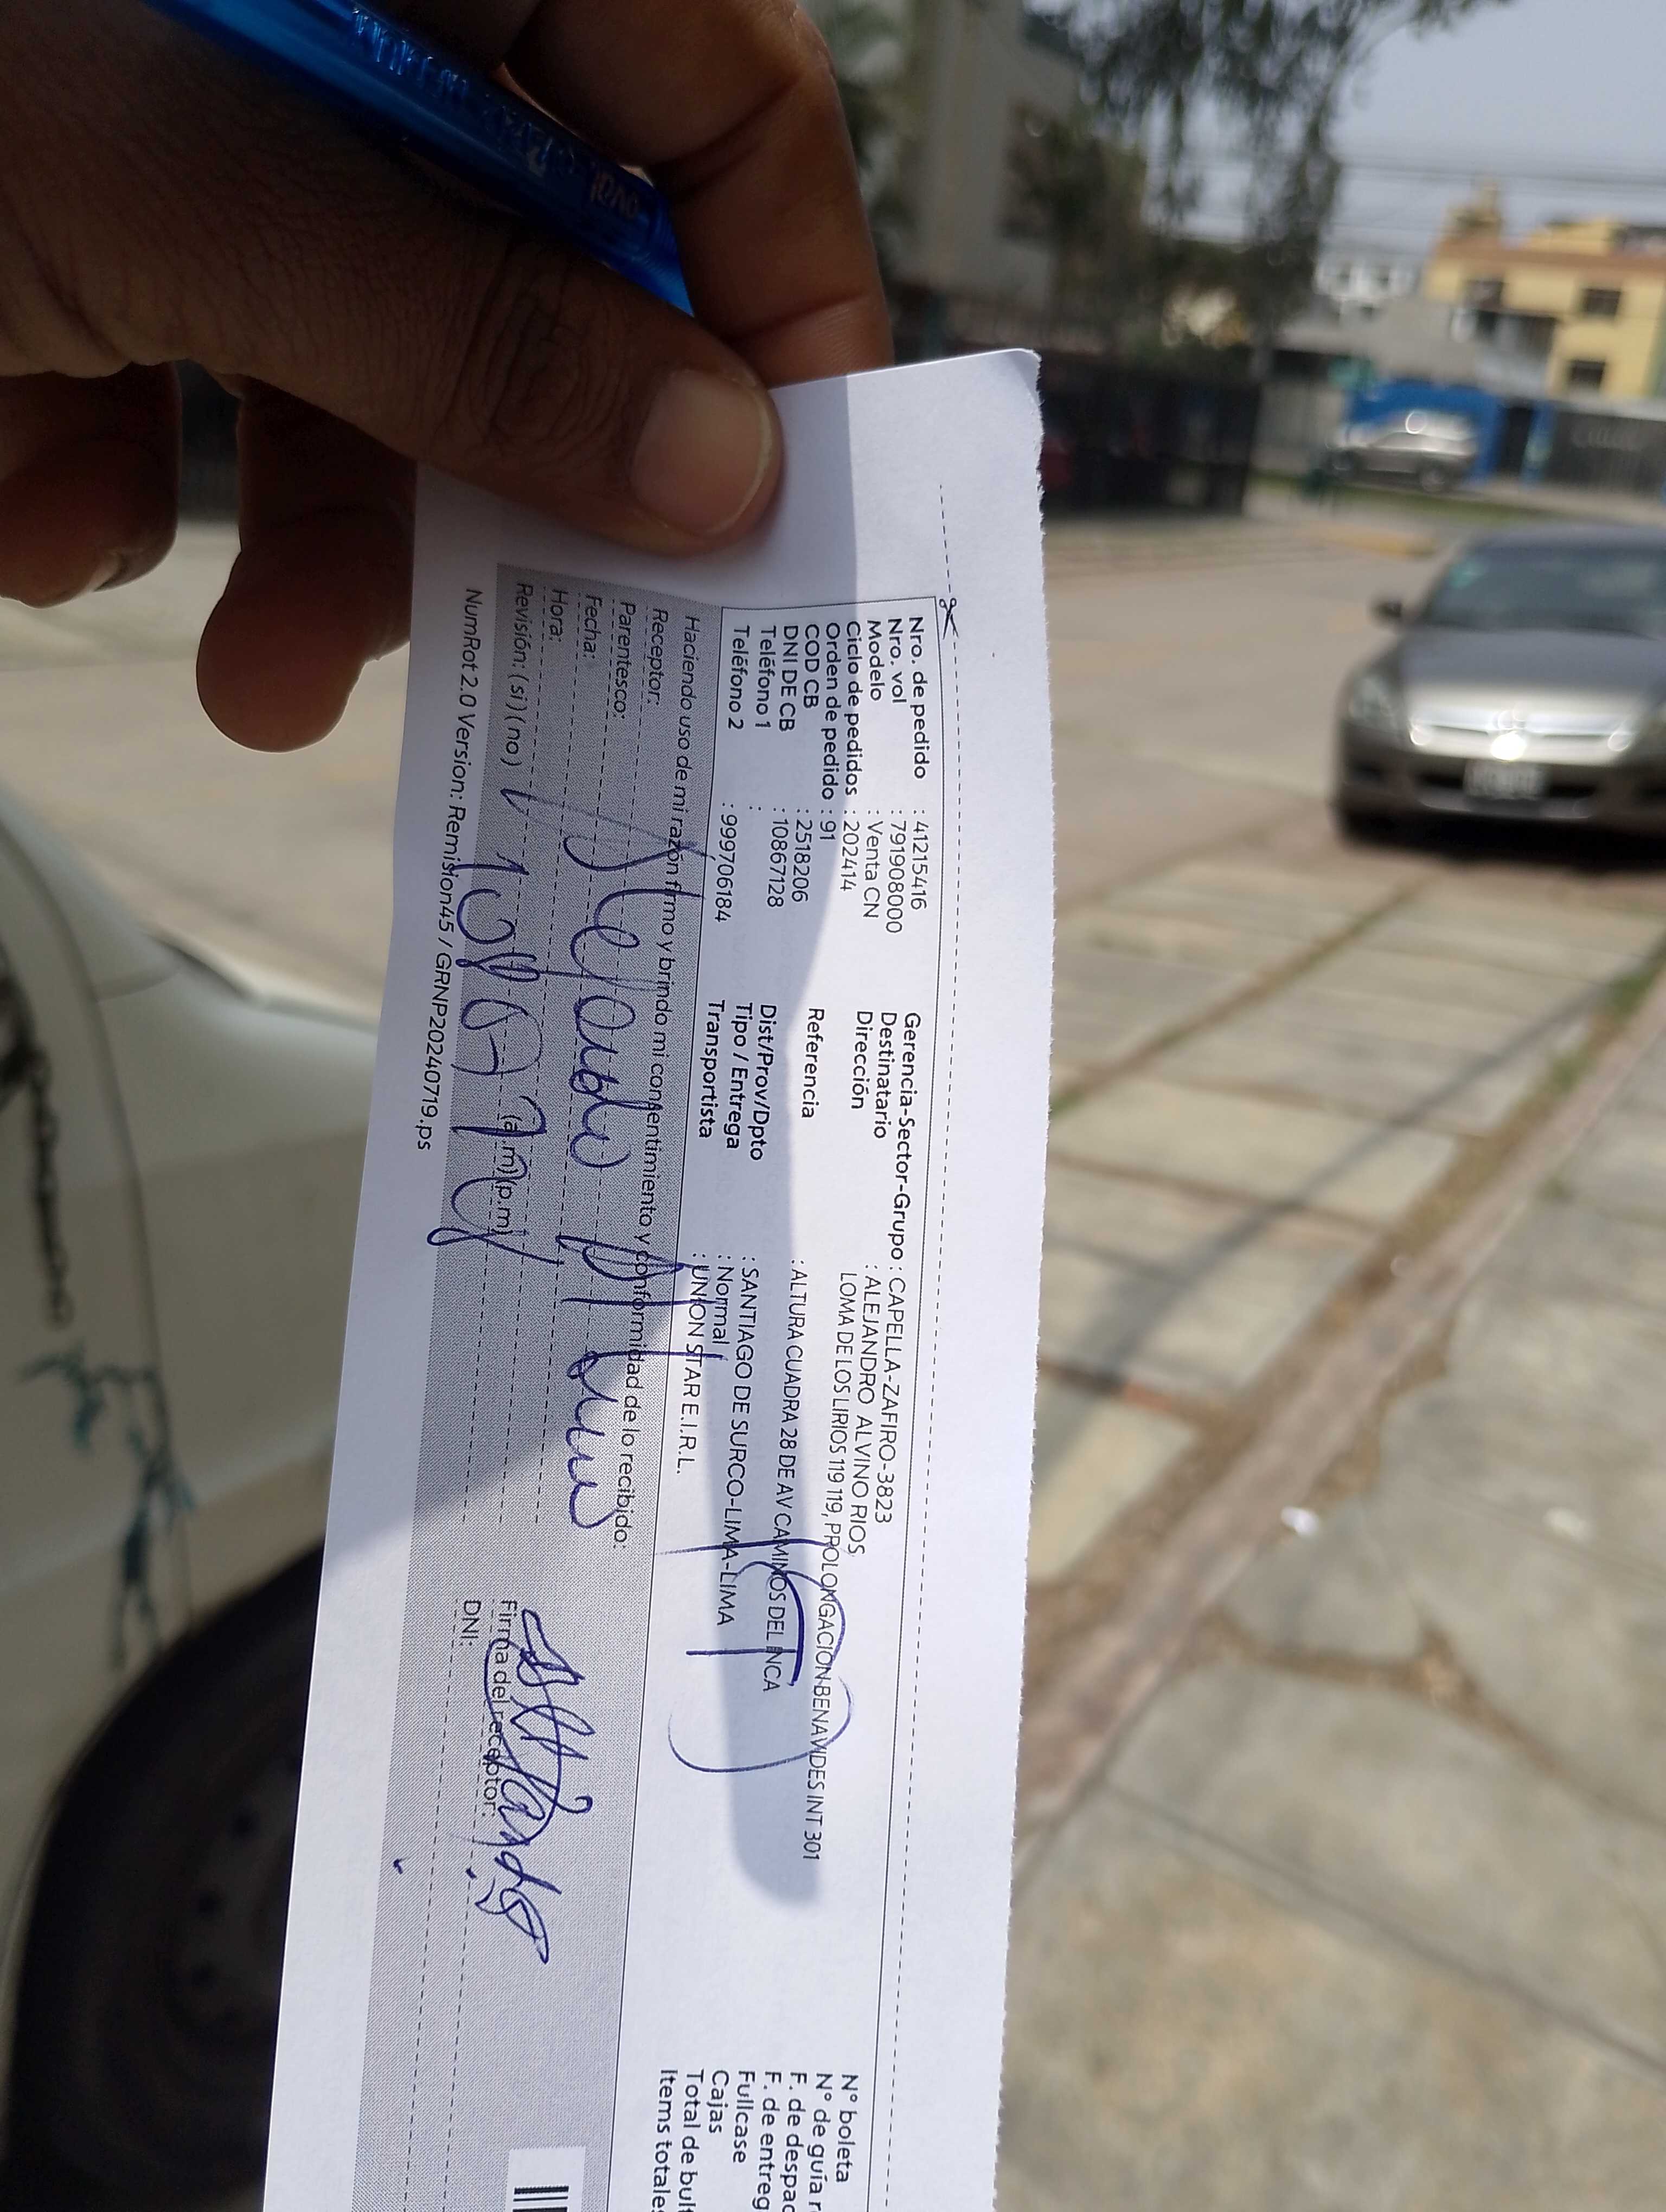 Nro. de pedido : 41215416
Nro. vol : 791908000
Modelo : Venta CN
Ciclo de pedidos : 202414
Orden de pedido : 91
COD CB : 2518206
DNI DE CB : 10867128
Teléfono 1 :
Teléfono 2 : 999706184
Gerencia-Sector-Grupo : CAPELLA-ZAFIRO-3823
Destinatario : ALEJANDRO ALVINO RIOS
Dirección LOMA DE LOS LIRIOS 119 119, PROLONGACION BENAVIDES INT 301
Referencia : ALTURA CUADRA 28 DE AV CAMINOS DEL INCA
Dist/Prov/Dpto : SANTIAGO DE SURCO-LIMA-LIMA
Tipo / Entrega : Normal
Transportista : UNION STAR E.I.R.L.
N° boleta
N° de guía r
F. de despac
F. de entreg
Fullcase
Cajas
Total de bul
Items totale
Haciendo uso de mi razón firmo y brindo mi consentimiento y conformidad de lo recibido:
Receptor:
Parentesco:
Fecha:
Hora: (a.m)(p.m)
Revisión: (si)(no)
Firma del receptor:
DNI:
NumRot 2.0 Version: Remision45 / GRNP20240719.ps